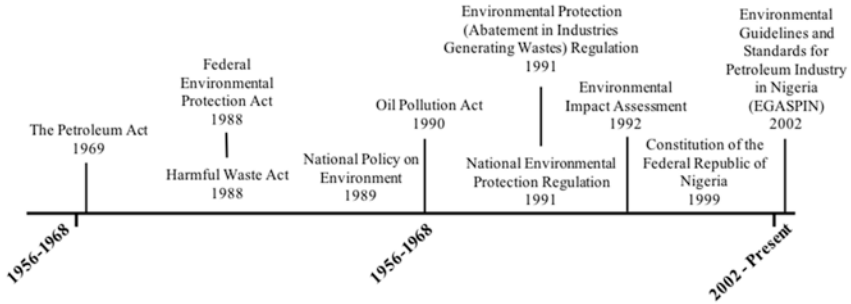 The Petroleum Act
1969
Federal
Environmental
Protection Act
1988
Harmful Waste Act
1988
National Policy on
Environment
1989
Oil Pollution Act
1990
Environmental Protection
(Abatement in Industries
Generating Wastes) Regulation
1991
National Environmental
Protection Regulation
1991
Environmental
Impact Assessment
1992
Constitution of the
Federal Republic of
Nigeria
1999
Environmental
Guidelines and
Standards for
Petroleum Industry
in Nigeria
(EGASPIN)
2002
1956-1968
1956-1968
2002 - Present